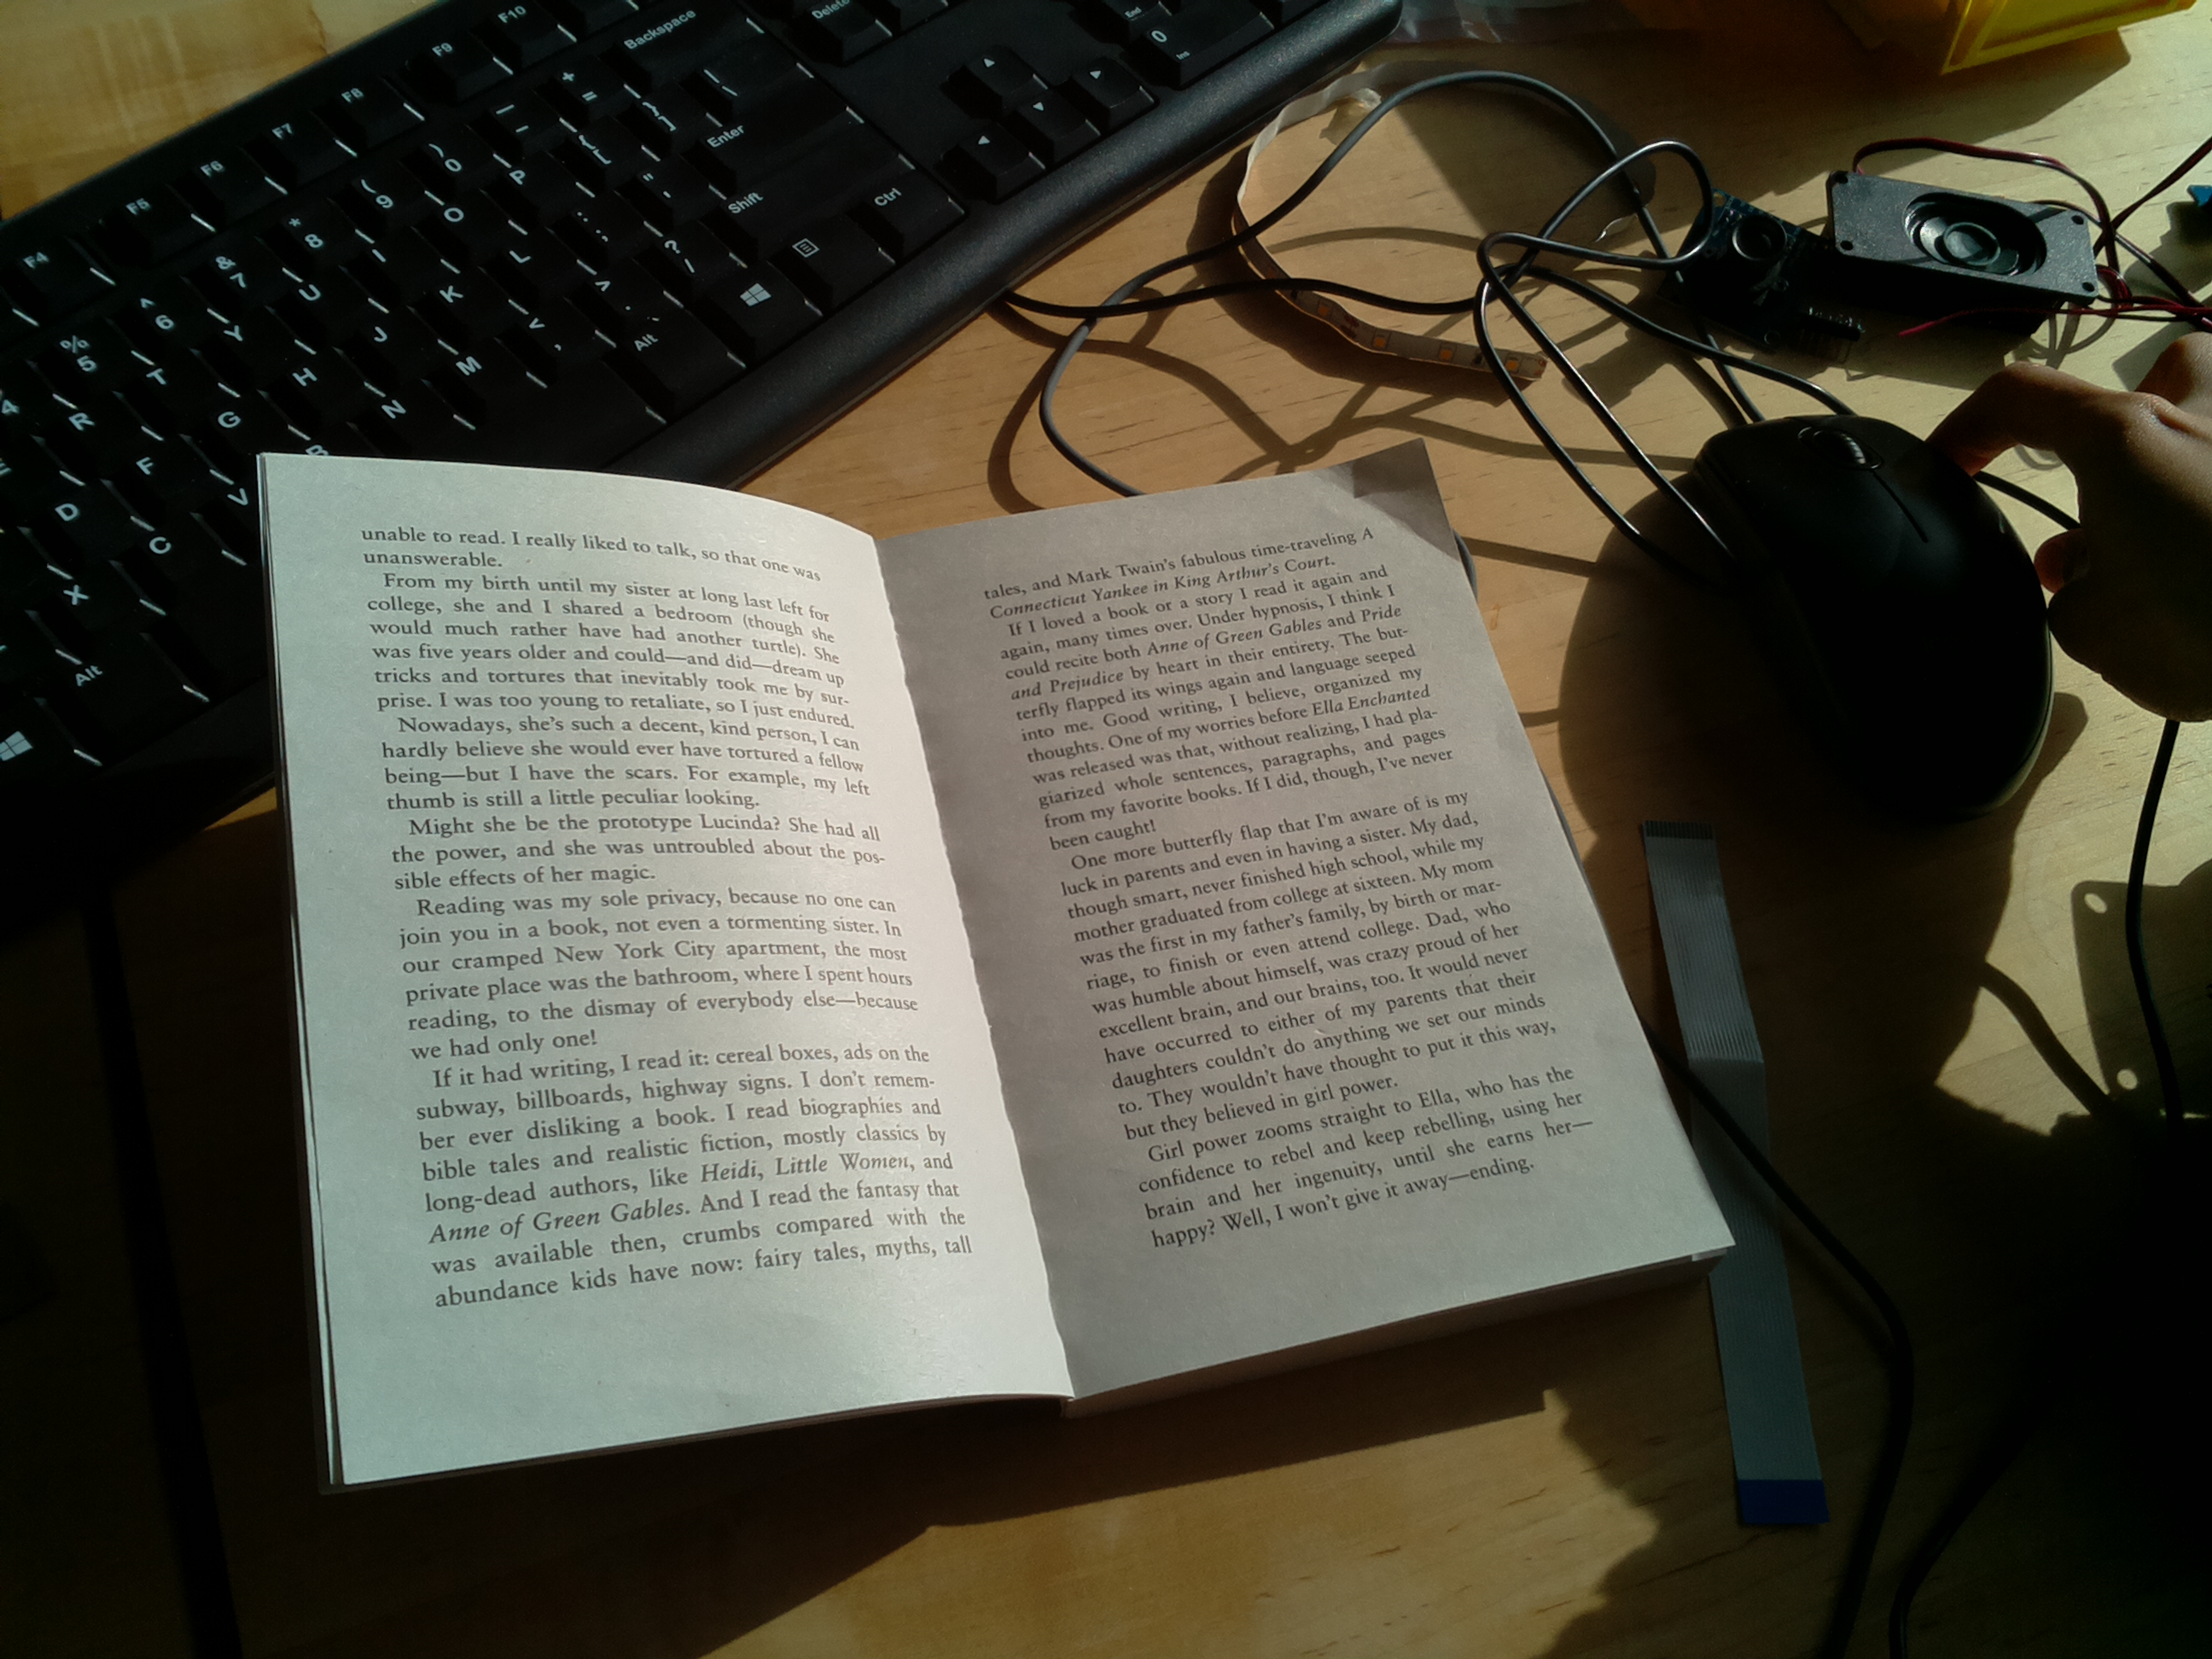 unable to read. I really liked to talk, so that one was
unanswerable.
From my birth until my sister at long last left for
college, she and I shared a bedroom (though she
would much rather have had another turtle). She
was five years older and could—and did—dream up
tricks and tortures that inevitably took me by sur-
prise. I was too young to retaliate, so I just endured.
Nowadays, she's such a decent, kind person, I can
hardly believe she would ever have tortured a fellow
being—but I have the scars. For example, my left
thumb is still a little peculiar looking.
Might she be the prototype Lucinda? She had all
the power, and she was untroubled about the pos-
sible effects of her magic.
Reading was my sole privacy, because no one can
join you in a book, not even a tormenting sister. In
our cramped New York City apartment, the most
private place was the bathroom, where I spent hours
reading, to the dismay of everybody else—because
we had only one!
If it had writing, I read it: cereal boxes, ads on the
subway, billboards, highway signs. I don't remem-
ber ever disliking a book. I read biographies and
bible tales and realistic fiction, mostly classics by
long-dead authors, like Heidi, Little Women, and
Anne of Green Gables. And I read the fantasy that
was available then, crumbs compared with the
abundance kids have now: fairy tales, myths, tall
tales, and Mark Twain's fabulous time-traveling A
Connecticut Yankee in King Arthur's Court.
If I loved a book or a story I read it again and
again, many times over. Under hypnosis, I think I
could recite both Anne of Green Gables and Pride
and Prejudice by heart in their entirety. The but-
terfly flapped its wings again and language seeped
into me. Good writing, I believe, organized my
thoughts. One of my worries before Ella Enchanted
was released was that, without realizing, I had pla-
giarized whole sentences, paragraphs, and pages
from my favorite books. If I did, though, I've never
been caught!
One more butterfly flap that I'm aware of is my
luck in parents and even in having a sister. My dad,
though smart, never finished high school, while my
mother graduated from college at sixteen. My mom
was the first in my father's family, by birth or mar-
riage, to finish or even attend college. Dad, who
was humble about himself, was crazy proud of her
excellent brain, and our brains, too. It would never
have occurred to either of my parents that their
daughters couldn't do anything we set our minds
to. They wouldn't have thought to put it this way,
but they believed in girl power.
Girl power zooms straight to Ella, who has the
confidence to rebel and keep rebelling, using her
brain and her ingenuity, until she earns her—
happy? Well, I won't give it away—ending.
F4 F5 F6 F7 F8 F9 F10
% 5 ^ 6 & 7 * 8 ( 9 ) 0 _ - + = Backspace Delete
R T Y U I O P { [ } ] | \ Enter
D F G H J K L : ; " ' End 0 Ins
X C V B N M < , > . ? / Shift
Alt Alt Ctrl